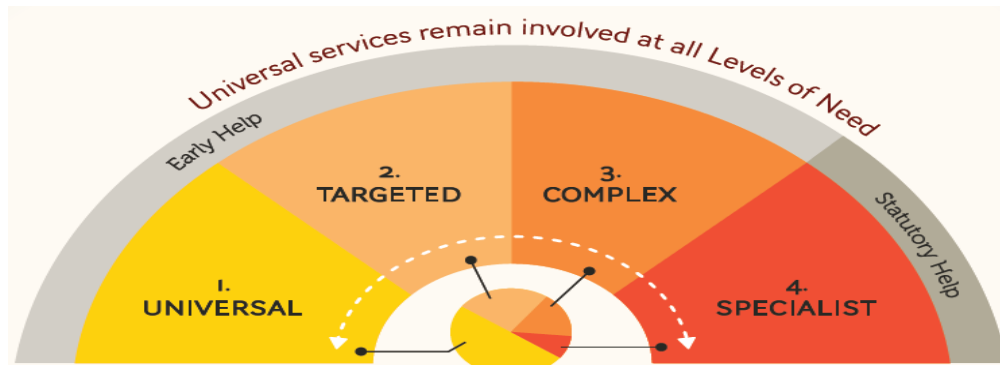 Universal services remain involved at all Levels of Need
Early Help
2.
TARGETED
3.
COMPLEX
Statutory Help
1.
UNIVERSAL
4.
SPECIALIST